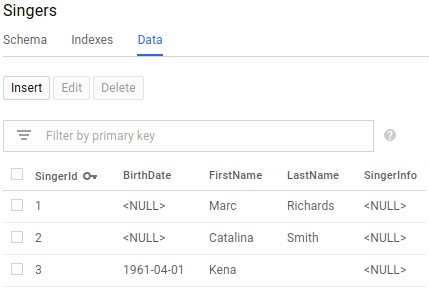 Singers
Schema Indexes Data
Insert Edit Delete
Filter by primary key ?
SingerId BirthDate FirstName LastName SingerInfo
1 <NULL> Marc Richards <NULL>
2 <NULL> Catalina Smith <NULL>
3 1961-04-01 Kena <NULL>